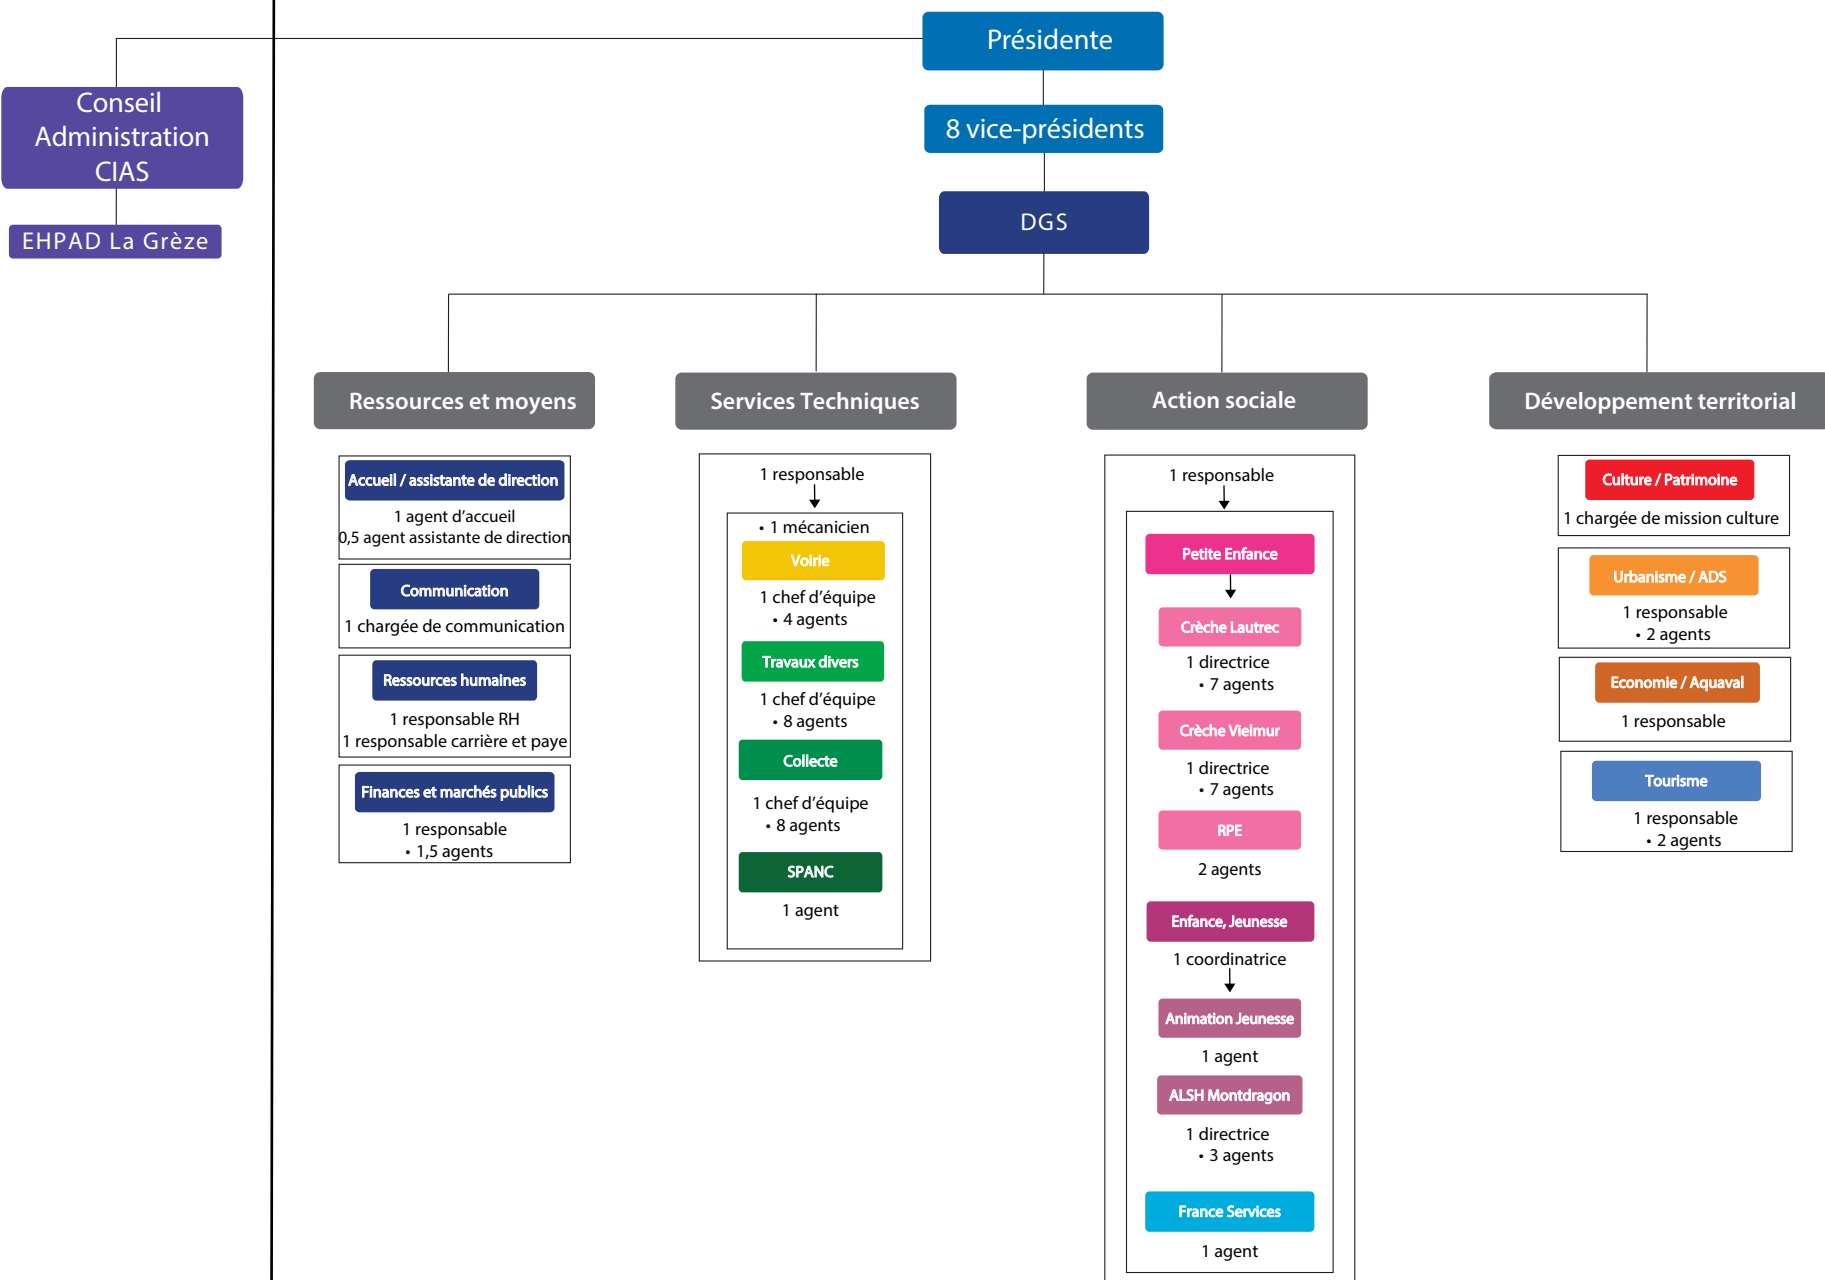 Présidente
8 vice-présidents
DGS
Conseil
Administration
CIAS
EHPAD La Grèze
Ressources et moyens
Accueil / assistante de direction
1 agent d’accueil
0,5 agent assistante de direction
Communication
1 chargée de communication
Ressources humaines
1 responsable RH
1 responsable carrière et paye
Finances et marchés publics
1 responsable
• 1,5 agents
Services Techniques
1 responsable
• 1 mécanicien
Voirie
1 chef d’équipe
• 4 agents
Travaux divers
1 chef d’équipe
• 8 agents
Collecte
1 chef d’équipe
• 8 agents
SPANC
1 agent
Action sociale
1 responsable
Petite Enfance
Crèche Lautrec
1 directrice
• 7 agents
Crèche Vielmur
1 directrice
• 7 agents
RPE
2 agents
Enfance, Jeunesse
1 coordinatrice
Animation Jeunesse
1 agent
ALSH Montdragon
1 directrice
• 3 agents
France Services
1 agent
Développement territorial
Culture / Patrimoine
1 chargée de mission culture
Urbanisme / ADS
1 responsable
• 2 agents
Economie / Aquaval
1 responsable
Tourisme
1 responsable
• 2 agents